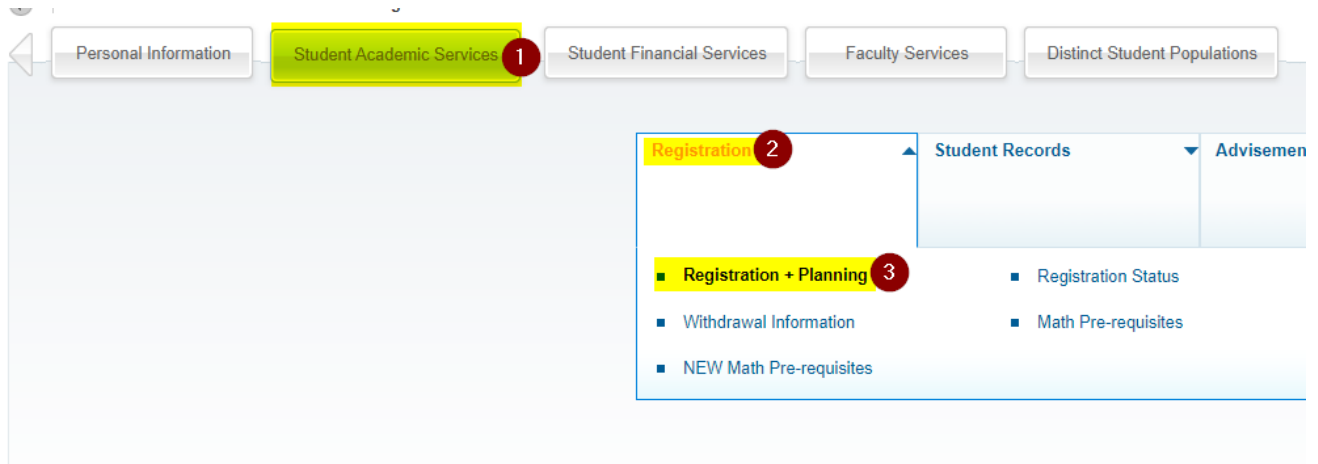 Personal Information
Student Academic Services 1
Student Financial Services
Faculty Services
Distinct Student Populations
Registration 2
Student Records
Advisemen
Registration + Planning 3
Registration Status
Withdrawal Information
Math Pre-requisites
NEW Math Pre-requisites